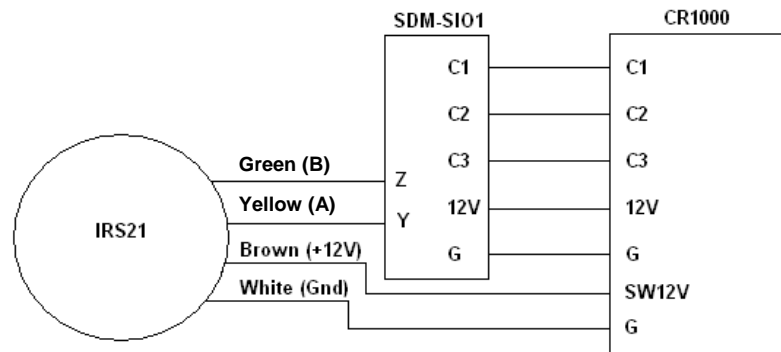 SDM-SIO1
CR1000
C1
C1
C2
C2
Green (B)
C3
C3
Z
Yellow (A)
12V
12V
Y
IRS21
Brown (+12V)
G
G
White (Gnd)
SW12V
G